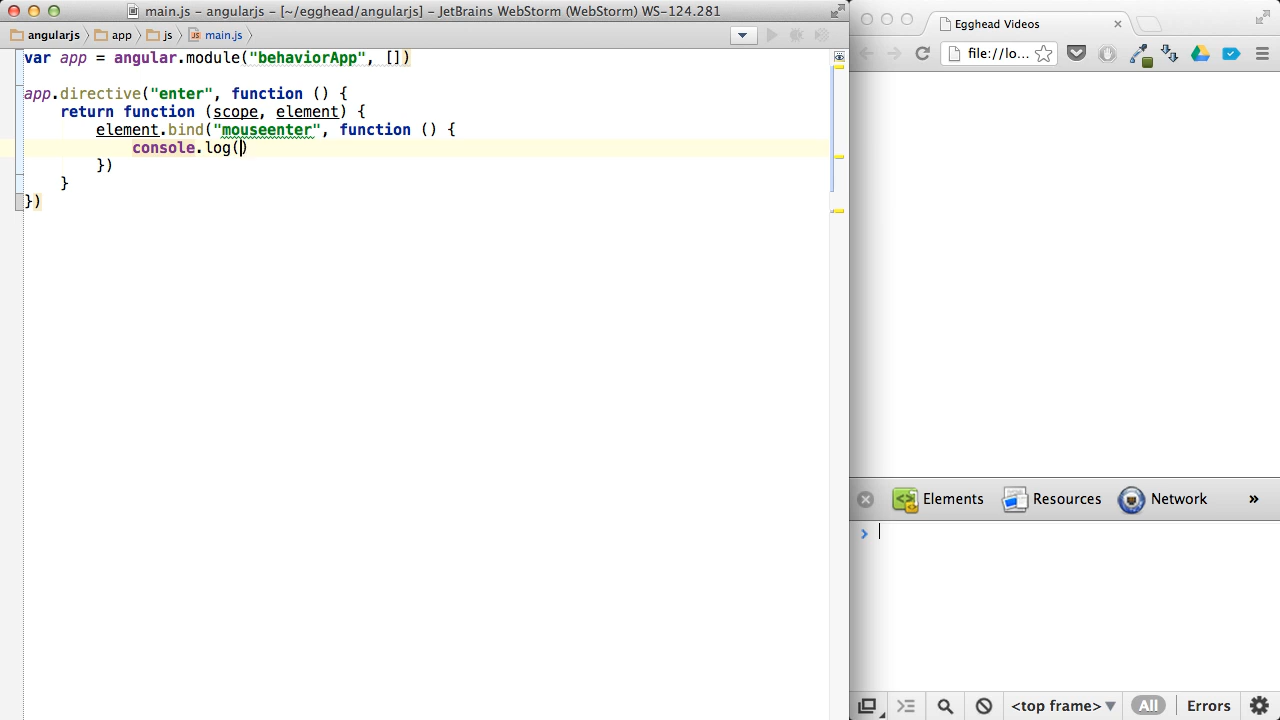 main.js - angularjs - [~/egghead/angularjs] - JetBrains WebStorm (WebStorm) WS-124.281
angularjs app js main.js
var app = angular.module("behaviorApp", [])
app.directive("enter", function () {
return function (scope, element) {
element.bind("mouseenter", function () {
console.log()
})
}
})
Egghead Videos
file://lo...
Elements Resources Network »
<top frame> All Errors